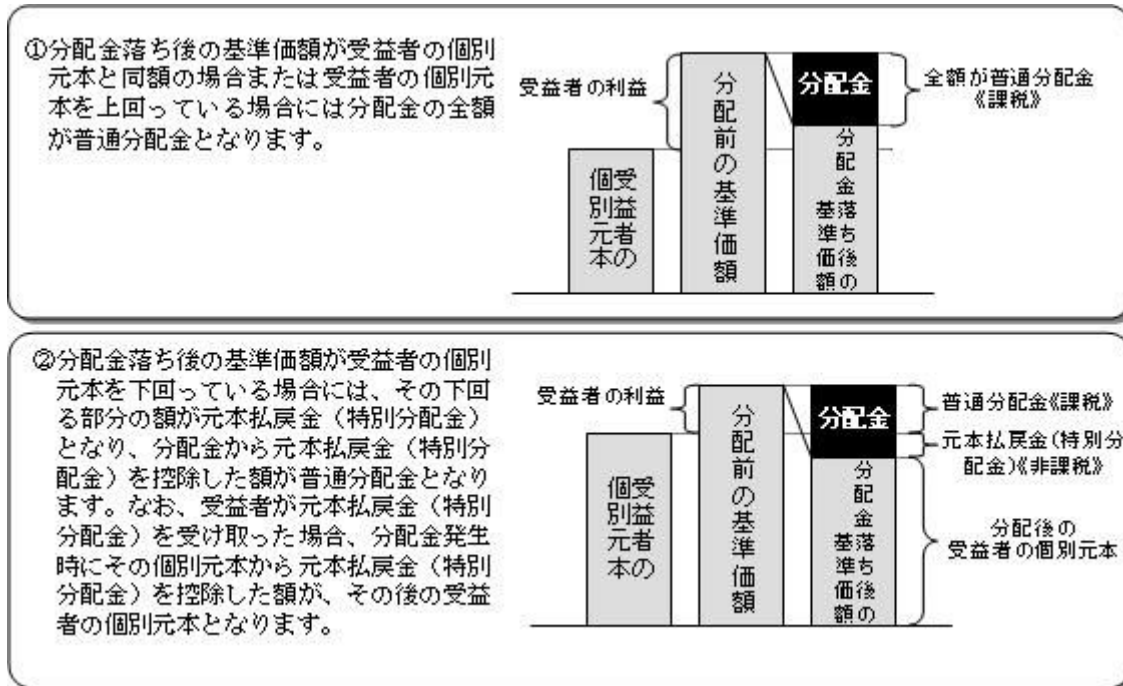 ①分配金落ち後の基準価額が受益者の個別
元本と同額の場合または受益者の個別元
本を上回っている場合には分配金の全額
が普通分配金となります。
受益者の利益
受益者の
個別元本
分配前の基準価額
分配金
分配金落ち後の
基準価額
全額が普通分配金
《課税》
②分配金落ち後の基準価額が受益者の個別
元本を下回っている場合には、その下回
る部分の額が元本払戻金（特別分配金）
となり、分配金から元本払戻金（特別分
配金）を控除した額が普通分配金となり
ます。なお、受益者が元本払戻金（特別
分配金）を受け取った場合、分配金発生
時にその個別元本から元本払戻金（特別
分配金）を控除した額が、その後の受益
者の個別元本となります。
受益者の利益
受益者の
個別元本
分配前の基準価額
分配金
分配金落ち後の
基準価額
普通分配金《課税》
元本払戻金(特別分
配金)《非課税》
分配後の
受益者の個別元本